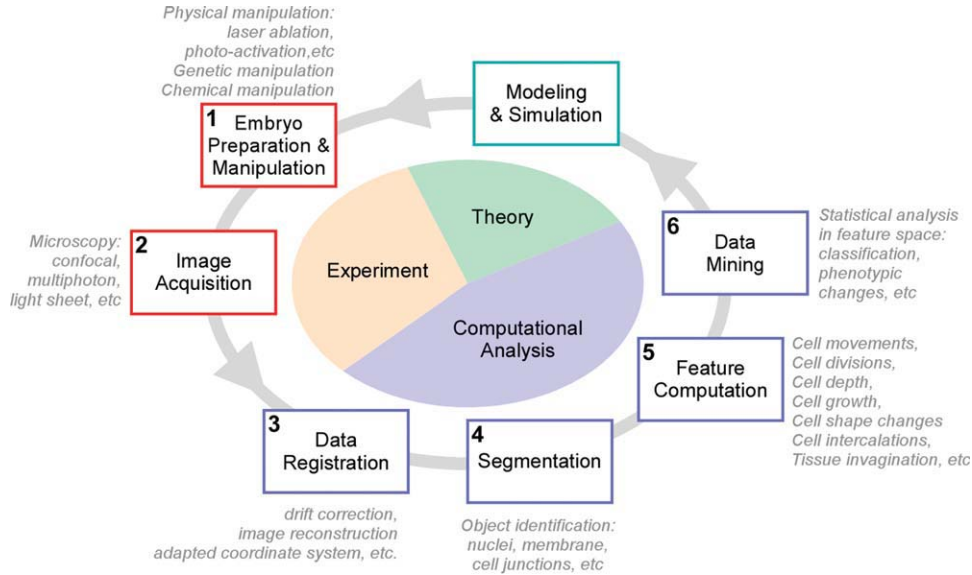 Physical manipulation:
laser ablation,
photo-activation,etc
Genetic manipulation
Chemical manipulation
1
Embryo
Preparation &
Manipulation
2
Image
Acquisition
Microscopy:
confocal,
multiphoton,
light sheet, etc
3
Data
Registration
drift correction,
image reconstruction
adapted coordinate system, etc.
4
Segmentation
Object identification:
nuclei, membrane,
cell junctions, etc
5
Feature
Computation
Cell movements,
Cell divisions,
Cell depth,
Cell growth,
Cell shape changes
Cell intercalations,
Tissue invagination, etc
6
Data
Mining
Statistical analysis
in feature space:
classification,
phenotypic
changes, etc
Modeling
& Simulation
Theory
Experiment
Computational
Analysis